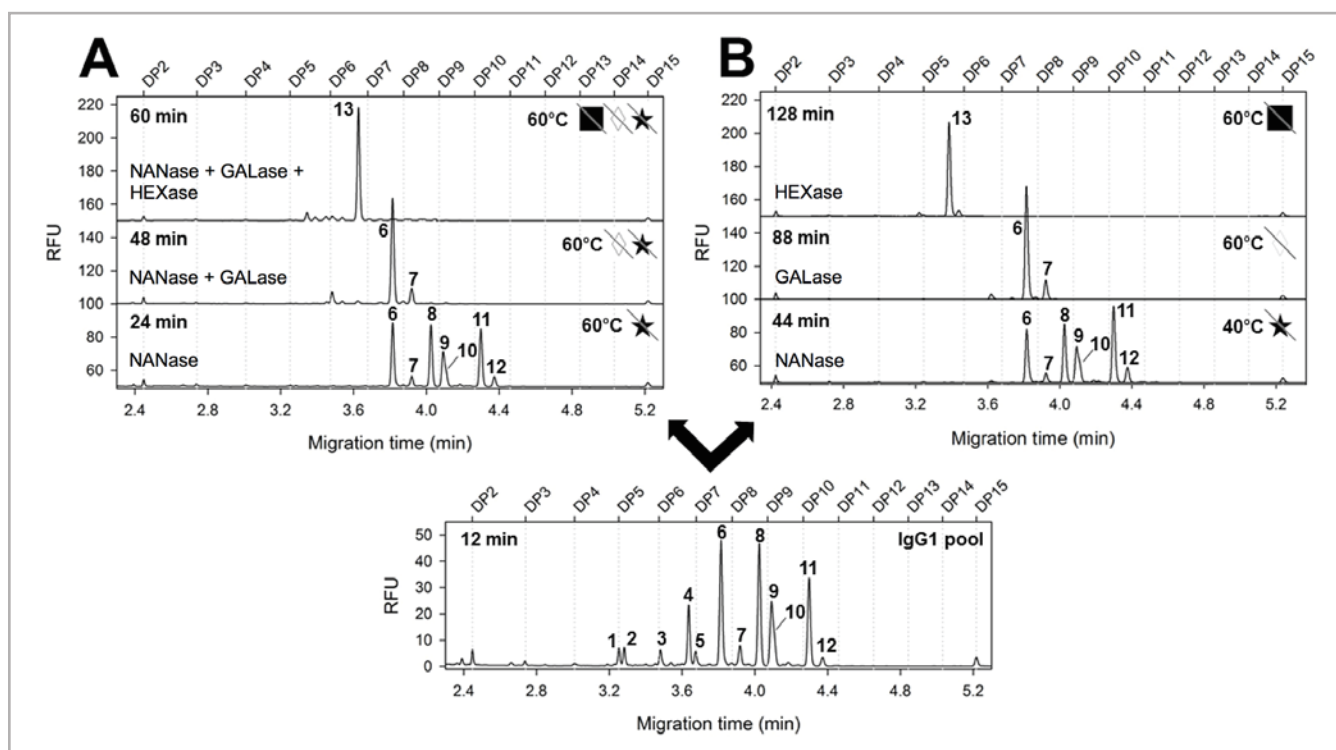 A
DP2 DP3 DP4 DP5 DP6 DP7 DP8 DP9 DP10 DP11 DP12 DP13 DP14 DP15
60 min
13
60°C
NANase + GALase +
HEXase
48 min
6
7
60°C
NANase + GALase
24 min
6 7 8 9 10 11 12
60°C
NANase
220
200
180
160
140
120
100
80
60
RFU
2.4 2.8 3.2 3.6 4.0 4.4 4.8 5.2
Migration time (min)
B
DP2 DP3 DP4 DP5 DP6 DP7 DP8 DP9 DP10 DP11 DP12 DP13 DP14 DP15
128 min
13
60°C
HEXase
88 min
6
7
60°C
GALase
44 min
6 7 8 9 10 11 12
40°C
NANase
220
200
180
160
140
120
100
80
60
RFU
2.4 2.8 3.2 3.6 4.0 4.4 4.8 5.2
Migration time (min)
DP2 DP3 DP4 DP5 DP6 DP7 DP8 DP9 DP10 DP11 DP12 DP13 DP14 DP15
12 min
IgG1 pool
1 2 3 4 5 6 7 8 9 10 11 12
50
40
30
20
10
0
RFU
2.4 2.8 3.2 3.6 4.0 4.4 4.8 5.2
Migration time (min)